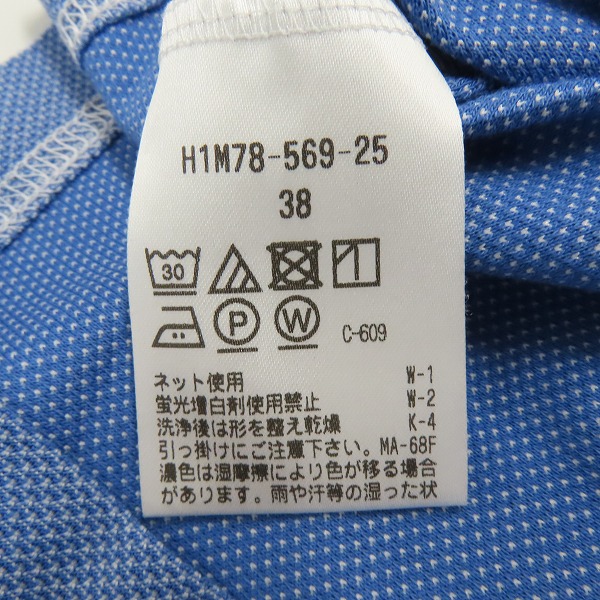 H1M78-569-25
38
30
P W C-609
ネット使用 W-1
蛍光増白剤使用禁止 W-2
洗浄後は形を整え乾燥 K-4
引っ掛けにご注意下さい。MA-68F
濃色は湿摩擦により色が移る場合
があります。雨や汗等の湿った状